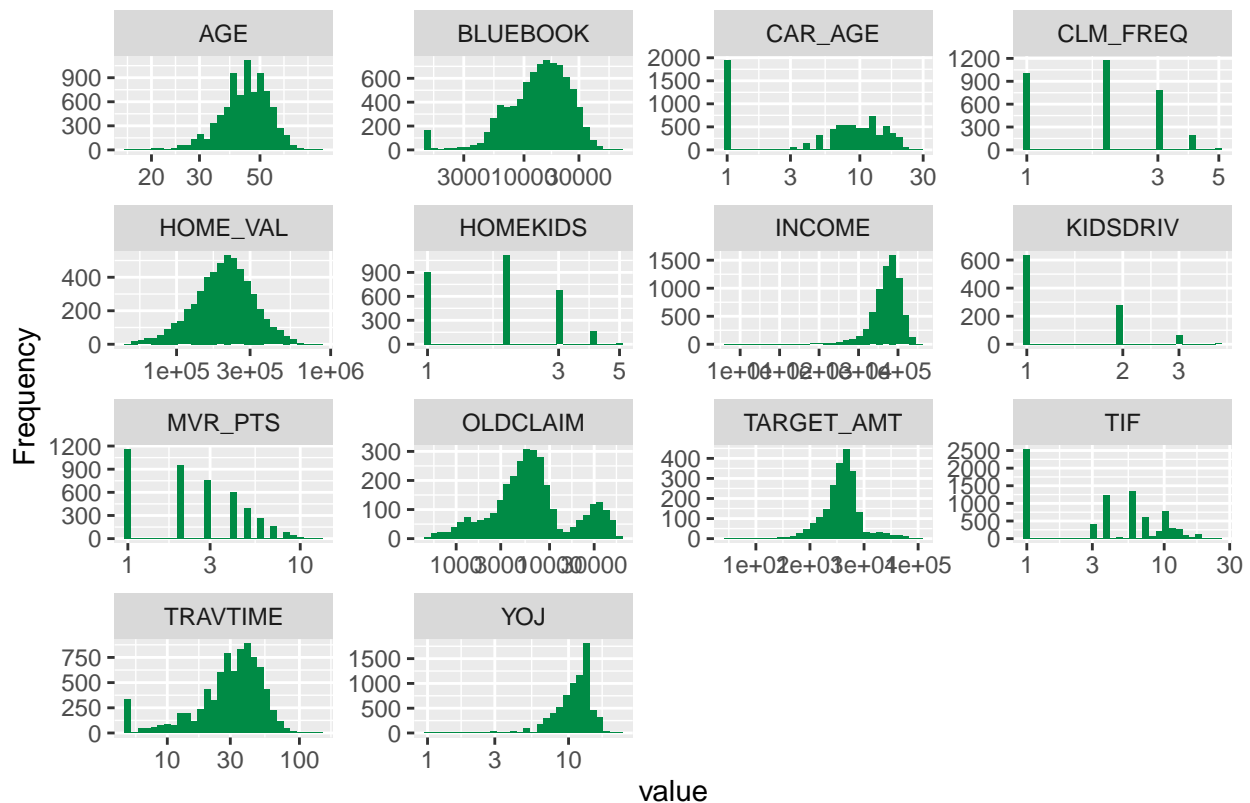 AGE
900
600
300
0
20 30 50
BLUEBOOK
600
400
200
0
3000 10000 30000
CAR_AGE
2000
1500
1000
500
0
1 3 10 30
CLM_FREQ
1200
900
600
300
0
1 3 5
HOME_VAL
400
200
0
1e+05 3e+05 1e+06
HOMEKIDS
900
600
300
0
1 3 5
INCOME
1500
1000
500
0
1e+01 1e+02 1e+03 1e+04 1e+05
KIDSDRIV
600
400
200
0
1 2 3
Frequency
MVR_PTS
1200
900
600
300
0
1 3 10
OLDCLAIM
300
200
100
0
1000 3000 10000 30000
TARGET_AMT
400
300
200
100
0
1e+02 1e+03 1e+04 1e+05
TIF
2500
2000
1500
1000
500
0
1 3 10 30
TRAVTIME
750
500
250
0
10 30 100
YOJ
1500
1000
500
0
1 3 10
value